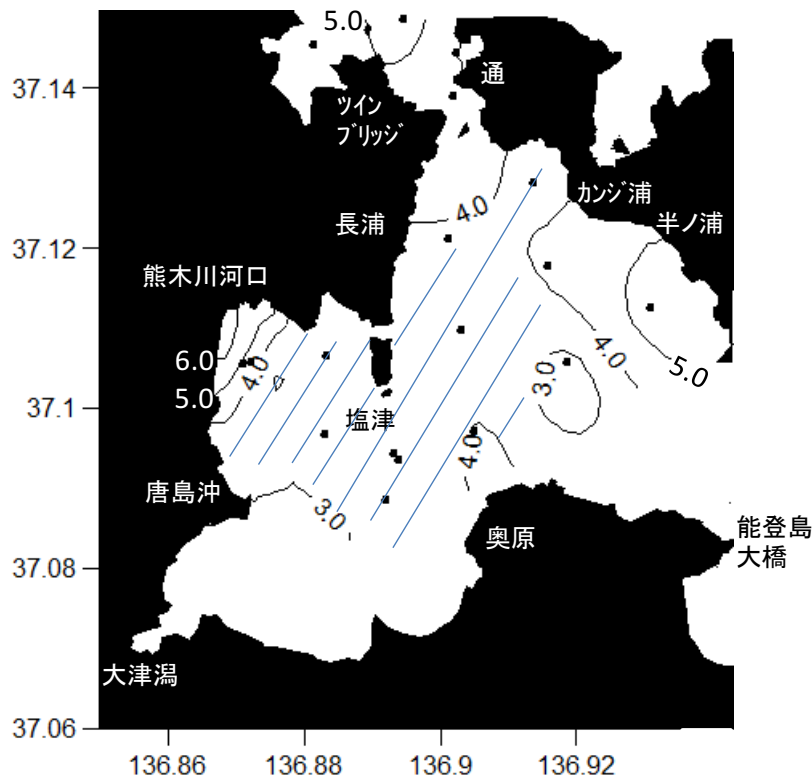 5.0
37.14
通
ツイン
ブリッジ
カンジ浦
4.0
長浦
半ノ浦
37.12
熊木川河口
6.0
4.0
4.0
3.0
5.0
5.0
37.1
塩津
4.0
唐島沖
3.0
奥原
能登島
大橋
37.08
大津潟
37.06
136.86
136.88
136.9
136.92